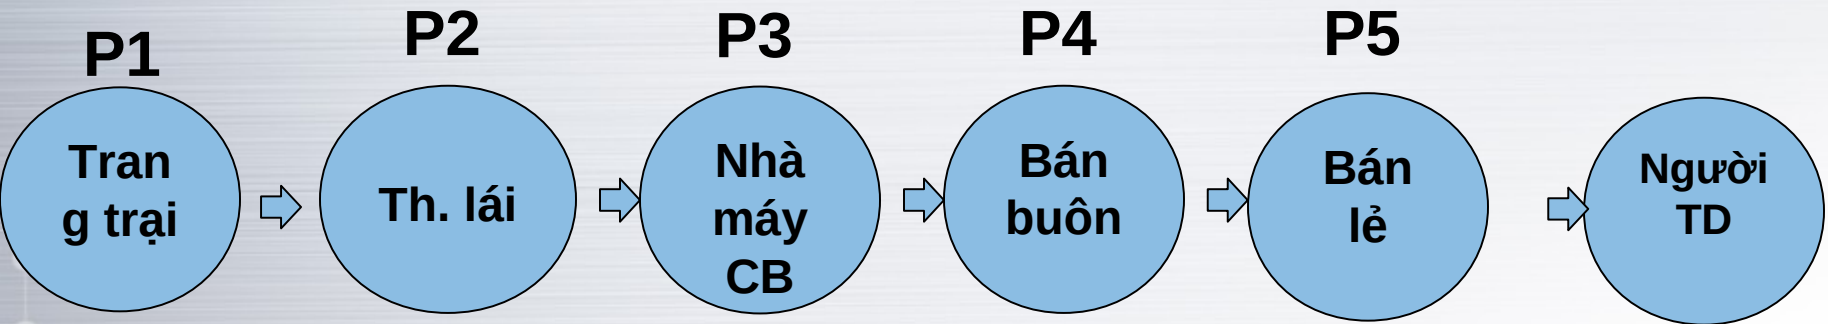 P1
P2
P3
P4
P5
Tran
g trại
Th. lái
Nhà
máy
CB
Bán
buôn
Bán
lẻ
Người
TD